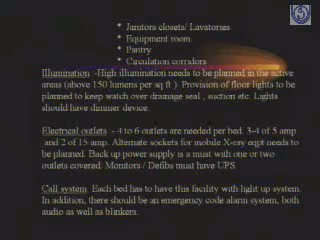 * Janitors closets/ Lavatories
* Equipment room
* Pantry
* Circulation corridors
Illumination :-High illumination needs to be planned in the active
areas (above 150 lumens per sq ft ). Provision of floor lights to be
planned to keep watch over drainage seal , suction etc. Lights
should have dimmer device.
Electrical outlets :- 4 to 6 outlets are needed per bed. 3-4 of 5 amp
and 2 of 15 amp. Alternate sockets for mobile X-ray eqpt needs to
be planned. Back up power supply is a must with one or two
outlets covered. Monitors / Defibs must have UPS.
Call system: Each bed has to have this facility with light up system.
In addition, there should be an emergency code alarm system, both
audio as well as blinkers.